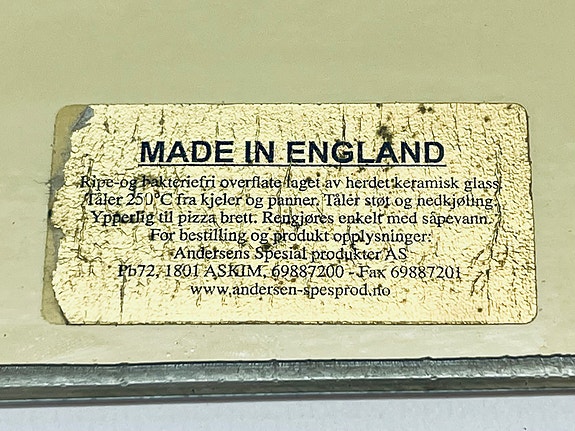 MADE IN ENGLAND
Ripe-og bakteriefri overflate laget av herdet keramisk glass.
Tåler 250°C fra kjeler og panner. Tåler støt og nedkjøling.
Ypperlig til pizza brett. Rengjøres enkelt med såpevann.
For bestilling og produkt opplysninger:
Andersens Spesial produkter AS
Pb72, 1801 ASKIM, 69887200 - Fax 69887201
www.andersen-spesprod.no